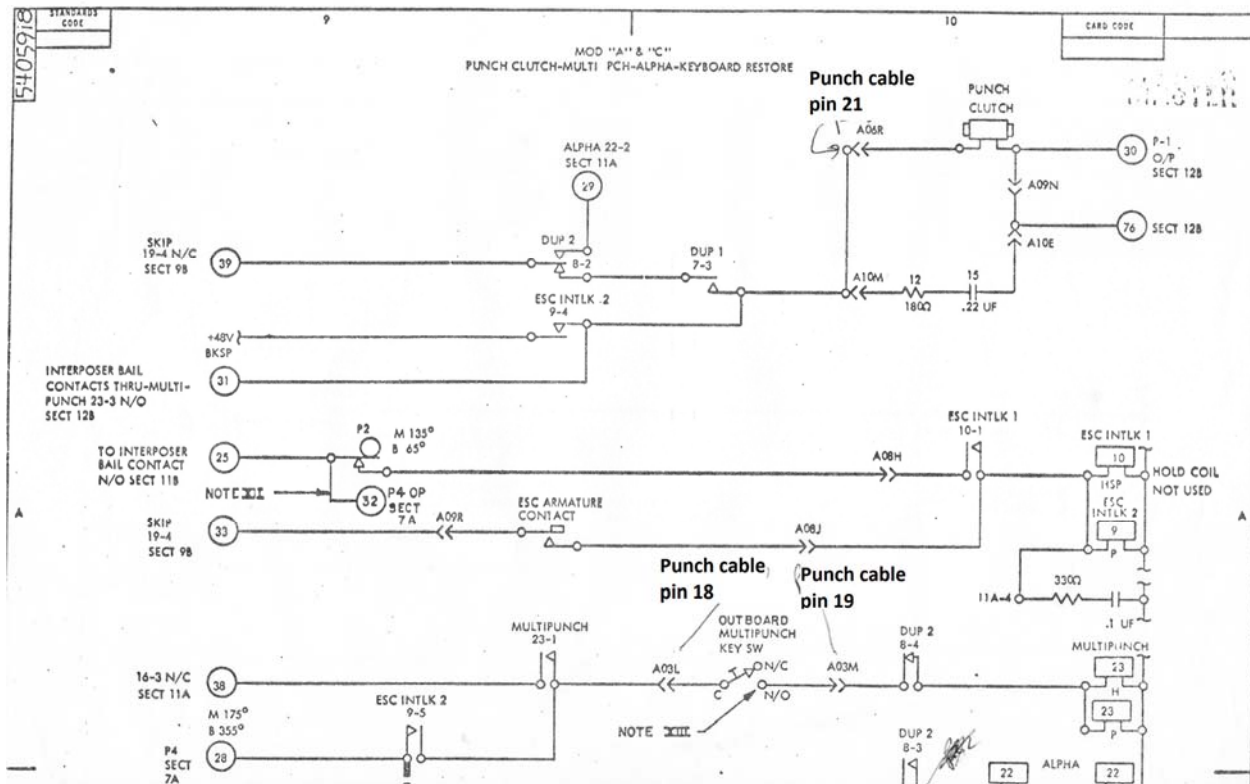 5405918
STANDARDS
CODE
9
10
CARD CODE
MOD "A" & "C"
PUNCH CLUTCH-MULTI PCH-ALPHA-KEYBOARD RESTORE
Punch cable
pin 21
PUNCH
CLUTCH
A06R
30
P-1
O/P
SECT 12B
ALPHA 22-2
SECT 11A
29
A09N
76
SECT 12B
SKIP
19-4 N/C
SECT 9B
39
DUP 2
8-2
DUP 1
7-3
A10E
A10M
12
180Ω
15
.22 UF
ESC INTLK .2
9-4
+48V
BKSP
INTERPOSER BAIL
CONTACTS THRU-MULTI-
PUNCH 23-3 N/O
SECT 12B
31
P2
M 135°
B 65°
TO INTERPOSER
BAIL CONTACT
N/O SECT 11B
25
A08H
ESC INTLK 1
10-1
ESC INTLK 1
10
HSP
HOLD COIL
NOT USED
NOTE XII
32
P4 OP
SECT
7A
ESC
INTLK 2
9
P
A
A
SKIP
19-4
SECT 9B
33
A09R
ESC ARMATURE
CONTACT
A08J
Punch cable
pin 18
Punch cable
pin 19
11A-4
330Ω
.1 UF
MULTIPUNCH
23-1
OUTBOARD
MULTIPUNCH
KEY SW
DUP 2
8-4
MULTIPUNCH
23
H
23
P
16-3 N/C
SECT 11A
38
A03L
C
N/C
N/O
A03M
M 175°
B 355°
ESC INTLK 2
9-5
NOTE XIII
P4
SECT
7A
28
DUP 2
8-3
ALPHA
22
22